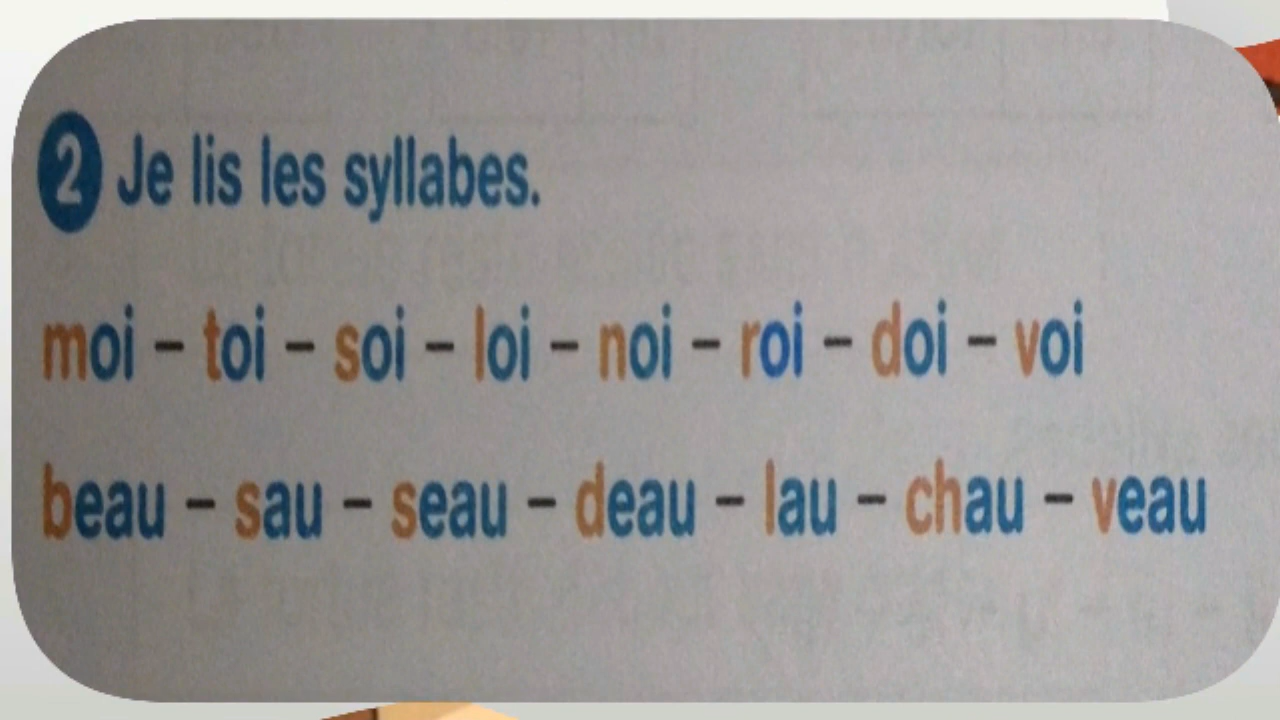 2 Je lis les syllabes.
moi – toi – soi – loi – noi – roi – doi – voi
beau – sau – seau – deau – lau – chau – veau